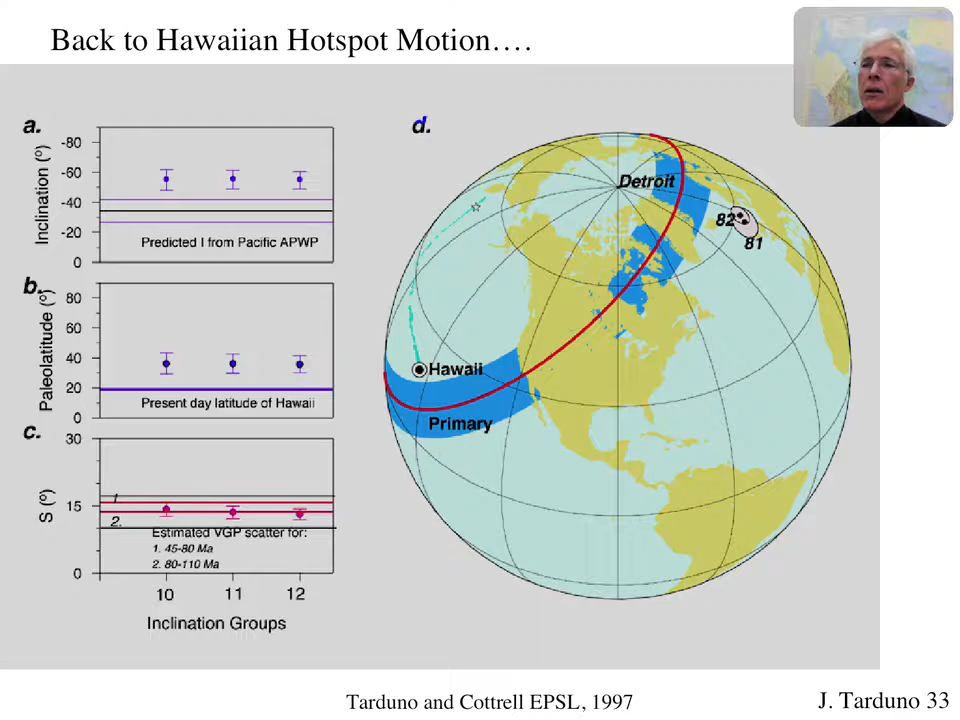 Back to Hawaiian Hotspot Motion….
a.
-80
-60
-40
-20
0
Inclination (°)
Predicted I from Pacific APWP
b.
80
60
40
20
0
Paleolatitude (°)
Present day latitude of Hawaii
c.
30
15
0
S (°)
1
2.
Estimated VGP scatter for:
1. 45-80 Ma
2. 80-110 Ma
10 11 12
Inclination Groups
d.
Detroit
82
81
Hawaii
Primary
Tarduno and Cottrell EPSL, 1997
J. Tarduno 33